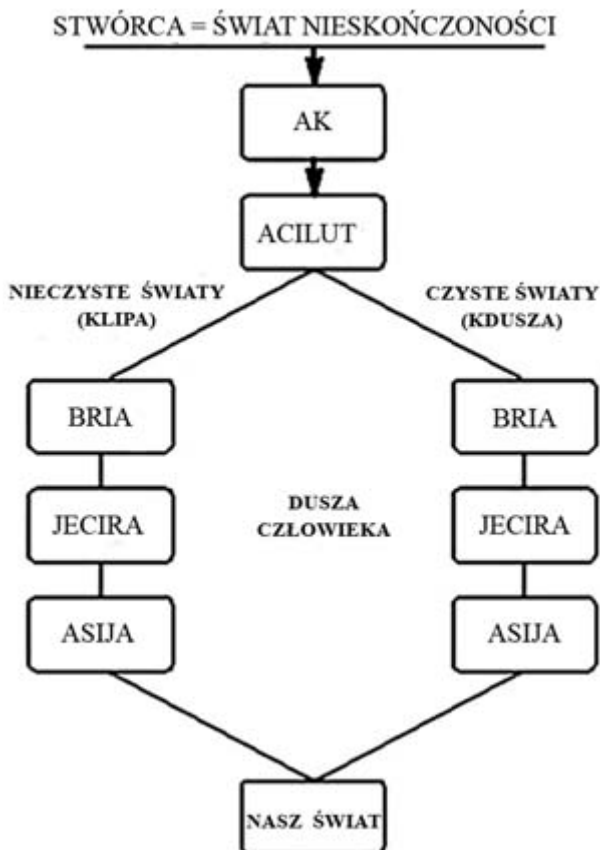 STWÓRCA = ŚWIAT NIESKOŃCZONOŚCI
AK
ACILUT
NIECZYSTE ŚWIATY
(KLIPA)
CZYSTE ŚWIATY
(KDUSZA)
BRIA
BRIA
DUSZA
CZŁOWIEKA
JECIRA
JECIRA
ASIJA
ASIJA
NASZ ŚWIAT